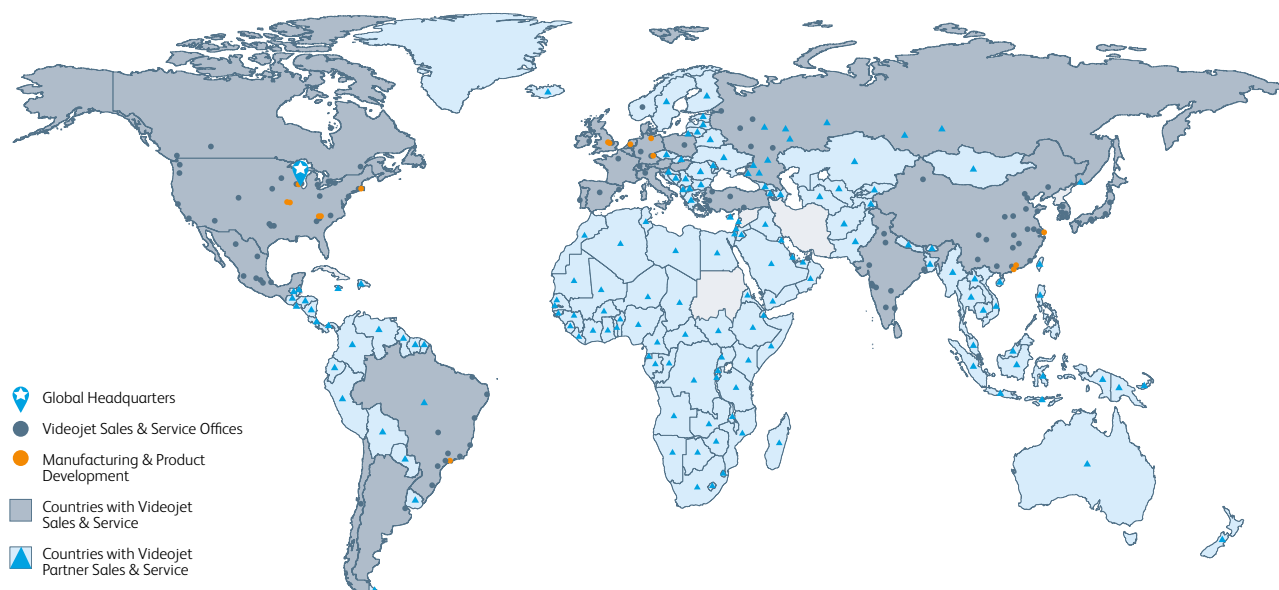 Global Headquarters
Videojet Sales & Service Offices
Manufacturing & Product
Development
Countries with Videojet
Sales & Service
Countries with Videojet
Partner Sales & Service